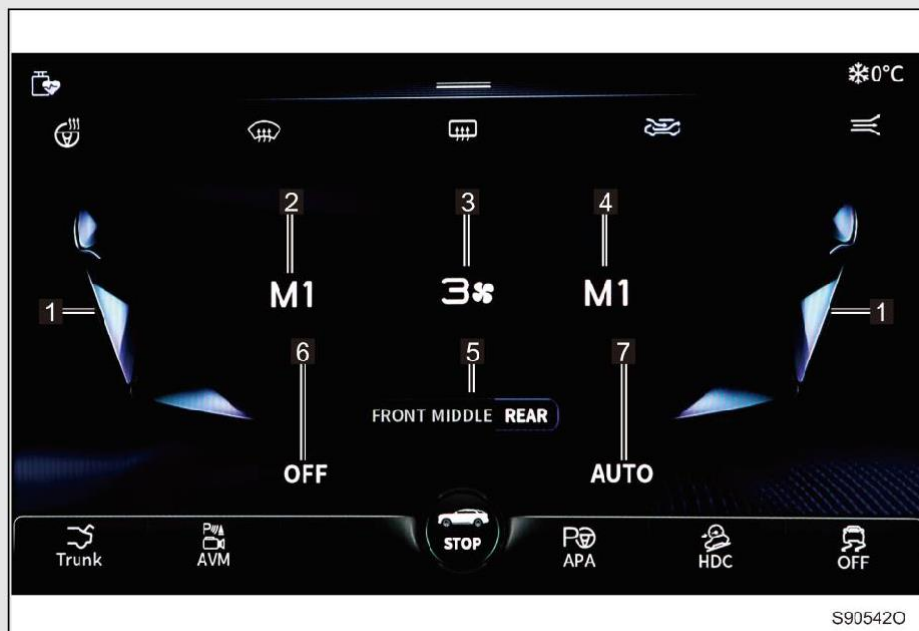 0°C
2 3 4
M1 3 M1
1 1
6 5 7
FRONT MIDDLE REAR
OFF AUTO
STOP
P
Trunk AVM APA HDC OFF
S90542O